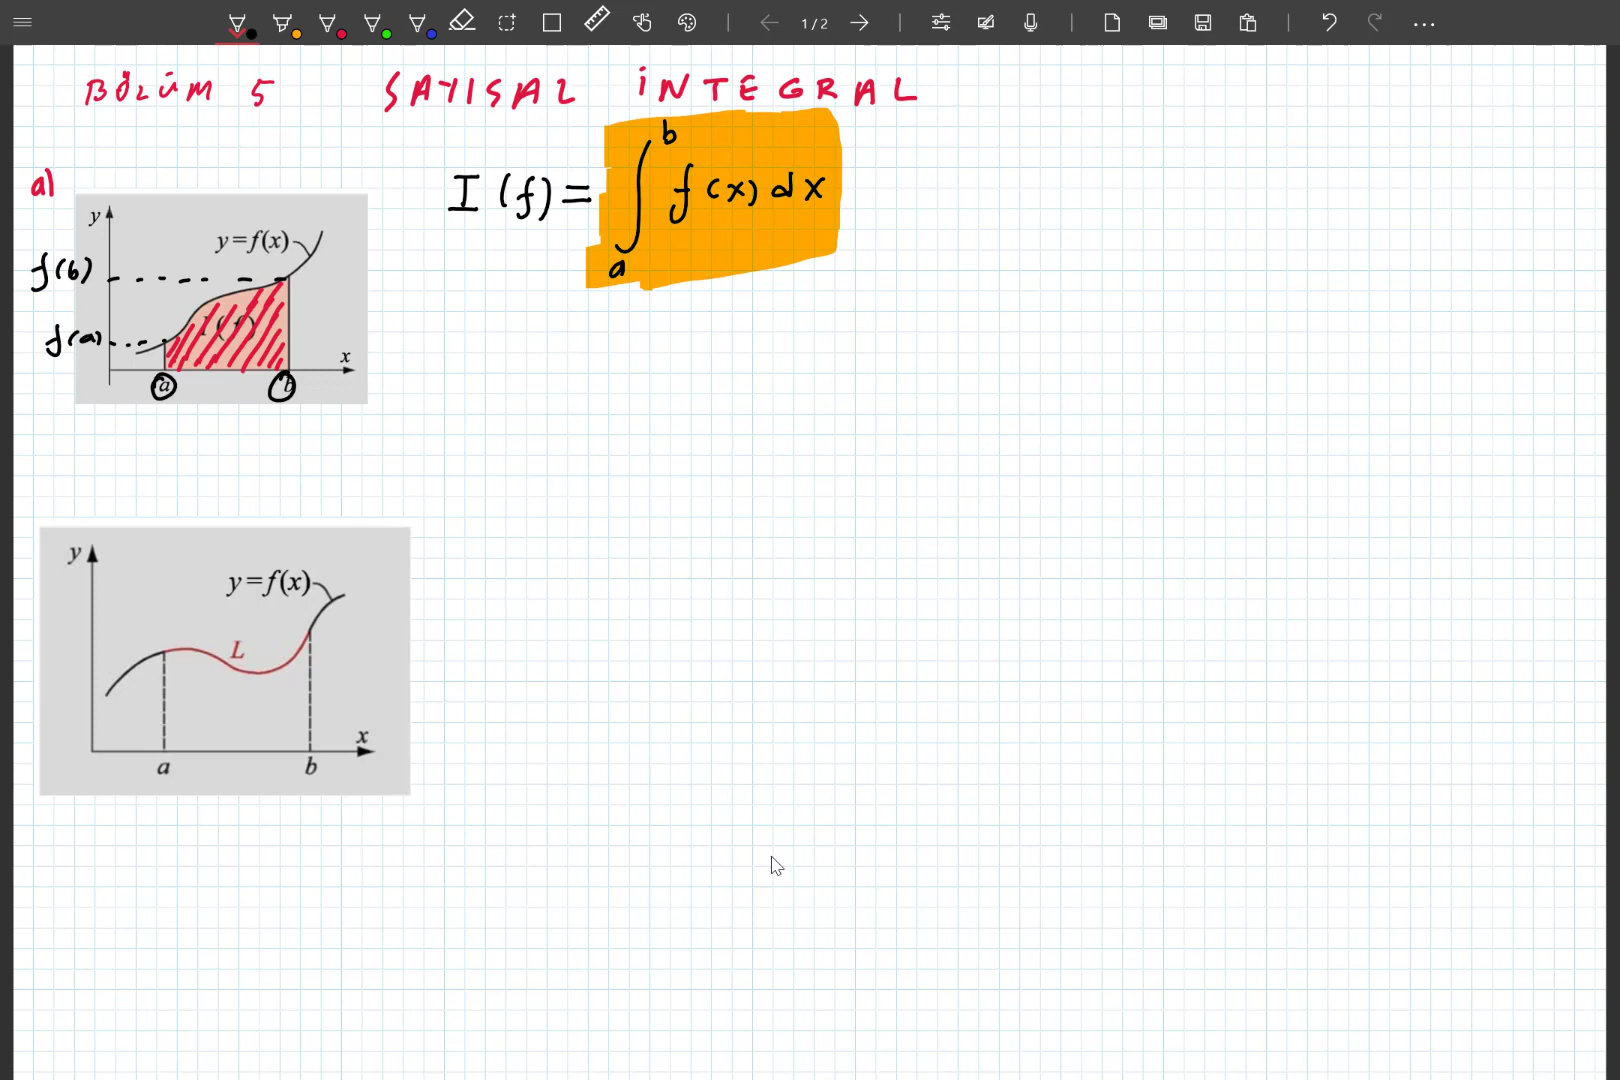 1/2
BÖLÜM 5 SAYISAL İNTEGRAL
a)
I(f) = ∫ₐᵇ f(x) dx
y
y=f(x)
f(b)
I(f)
f(a)
x
a b
y
y=f(x)
L
x
a b